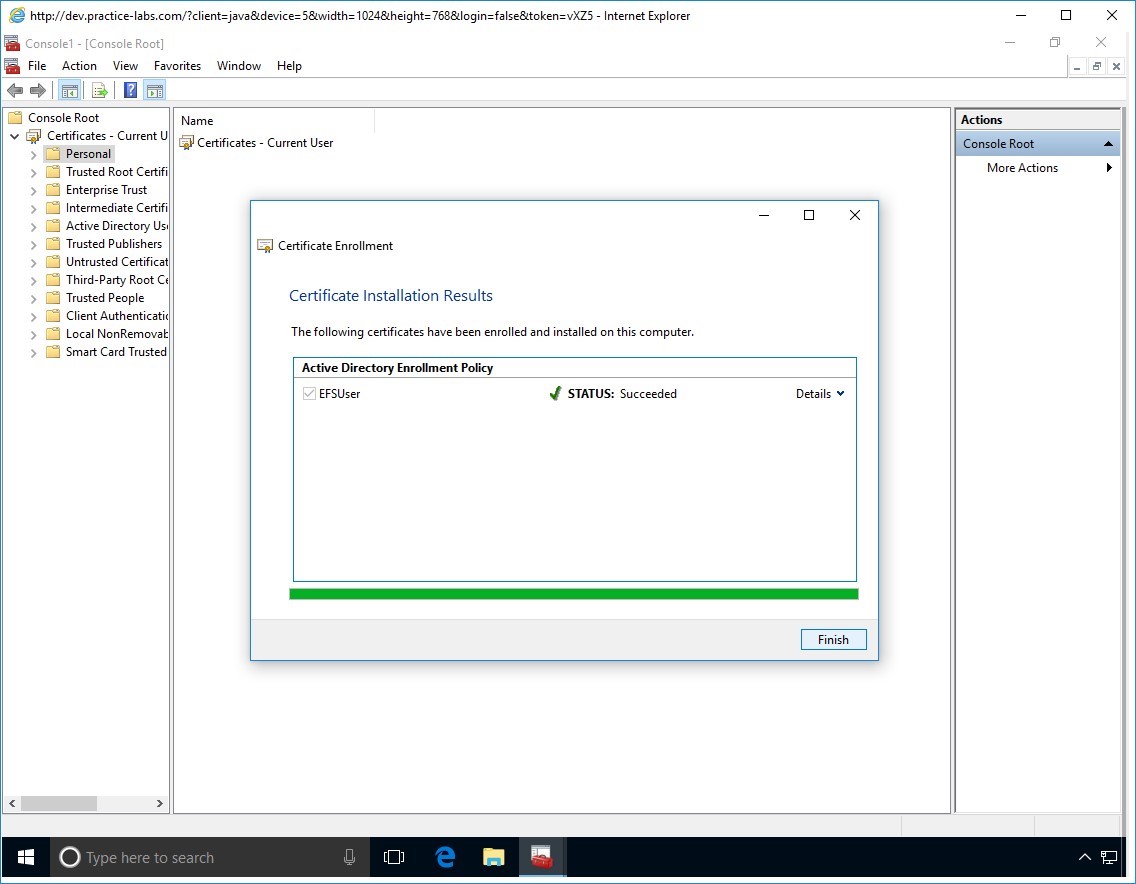 http://dev.practice-labs.com/?client=java&device=5&width=1024&height=768&login=false&token=vXZ5 - Internet Explorer
Console1 - [Console Root]
File Action View Favorites Window Help
Console Root
Certificates - Current U
Personal
Trusted Root Certifi
Enterprise Trust
Intermediate Certifi
Active Directory Use
Trusted Publishers
Untrusted Certificat
Third-Party Root Ce
Trusted People
Client Authenticatio
Local NonRemovab
Smart Card Trusted
Name
Certificates - Current User
Actions
Console Root
More Actions
Certificate Enrollment
Certificate Installation Results
The following certificates have been enrolled and installed on this computer.
Active Directory Enrollment Policy
EFSUser STATUS: Succeeded Details
Finish
Type here to search